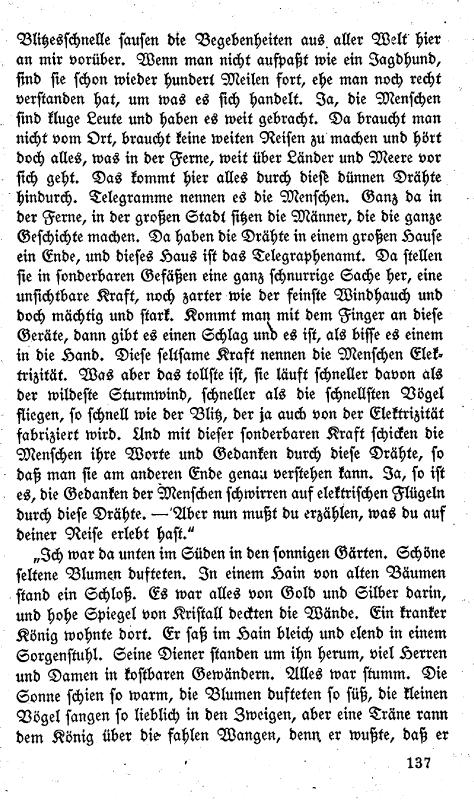 Blitzesschnelle sausen die Begebenheiten aus aller Welt hier
an mir vorüber. Wenn man nicht aufpaßt wie ein Jagdhund,
sind sie schon wieder hundert Meilen fort, ehe man noch recht
verstanden hat, um was es sich handelt. Ja, die Menschen
sind kluge Leute und haben es weit gebracht. Da braucht man
nicht vom Ort, braucht keine weiten Reisen zu machen und hört
doch alles, was in der Ferne, weit über Länder und Meere vor
sich geht. Das kommt hier alles durch diese dünnen Drähte
hindurch. Telegramme nennen es die Menschen. Ganz da in
der Ferne, in der großen Stadt sitzen die Männer, die die ganze
Geschichte machen. Da haben die Drähte in einem großen Hause
ein Ende, und dieses Haus ist das Telegraphenamt. Da stellen
sie in sonderbaren Gefäßen eine ganz schnurrige Sache her, eine
unsichtbare Kraft, noch zarter wie der feinste Windhauch und
doch mächtig und stark. Kommt man mit dem Finger an diese
Geräte, dann gibt es einen Schlag und es ist, als bisse es einem
in die Hand. Diese seltsame Kraft nennen die Menschen Elek-
trizität. Was aber das tollste ist, sie läuft schneller davon als
der wildeste Sturmwind, schneller als die schnellsten Vögel
fliegen, so schnell wie der Blitz, der ja auch von der Elektrizität
fabriziert wird. Und mit dieser sonderbaren Kraft schicken die
Menschen ihre Worte und Gedanken durch diese Drähte, so
daß man sie am anderen Ende genau verstehen kann. Ja, so ist
es, die Gedanken der Menschen schwirren auf elektrischen Flügeln
durch diese Drähte. — Aber nun mußt du erzählen, was du auf
deiner Reise erlebt hast.“
„Ich war da unten im Süden in den sonnigen Gärten. Schöne
seltene Blumen dufteten. In einem Hain von alten Bäumen
stand ein Schloß. Es war alles von Gold und Silber darin,
und hohe Spiegel von Kristall deckten die Wände. Ein kranker
König wohnte dort. Er saß im Hain bleich und elend in einem
Sorgenstuhl. Seine Diener standen um ihn herum, viel Herren
und Damen in kostbaren Gewändern. Alles war stumm. Die
Sonne schien so warm, die Blumen dufteten so süß, die kleinen
Vögel sangen so lieblich in den Zweigen, aber eine Träne rann
dem König über die fahlen Wangen, denn er wußte, daß er
137